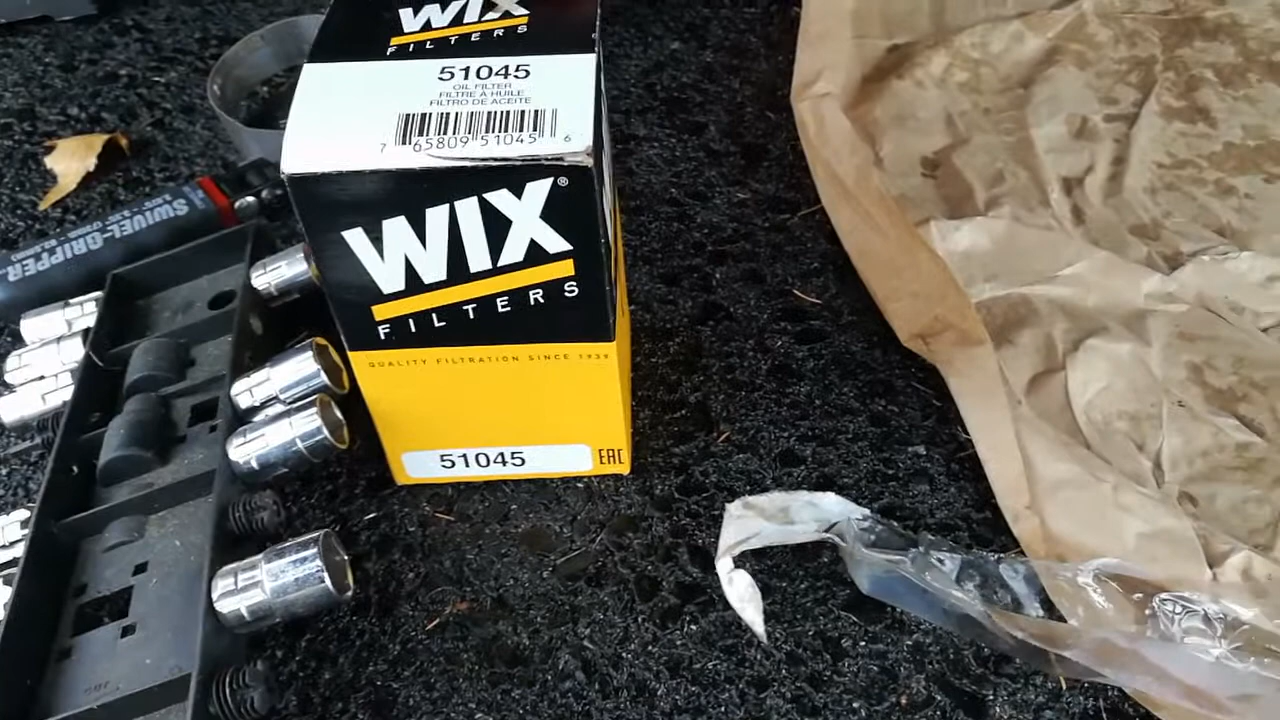 WIX
FILTERS
51045
OIL FILTER
FILTRE À HUILE
FILTRO DE ACEITE
7 65809 51045 6
WIX®
FILTERS
QUALITY FILTRATION SINCE 1939
51045 EAC
SWIVEL-GRIPPER